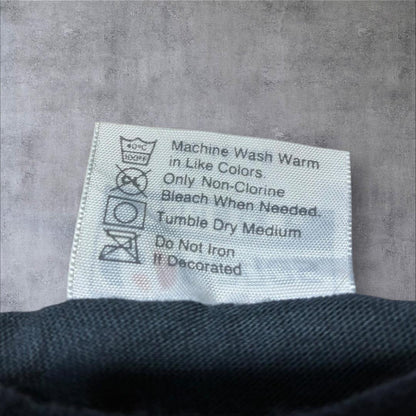 40°C
100°F
Machine Wash Warm
in Like Colors.
Only Non-Clorine
Bleach When Needed.
Tumble Dry Medium
Do Not Iron
If Decorated